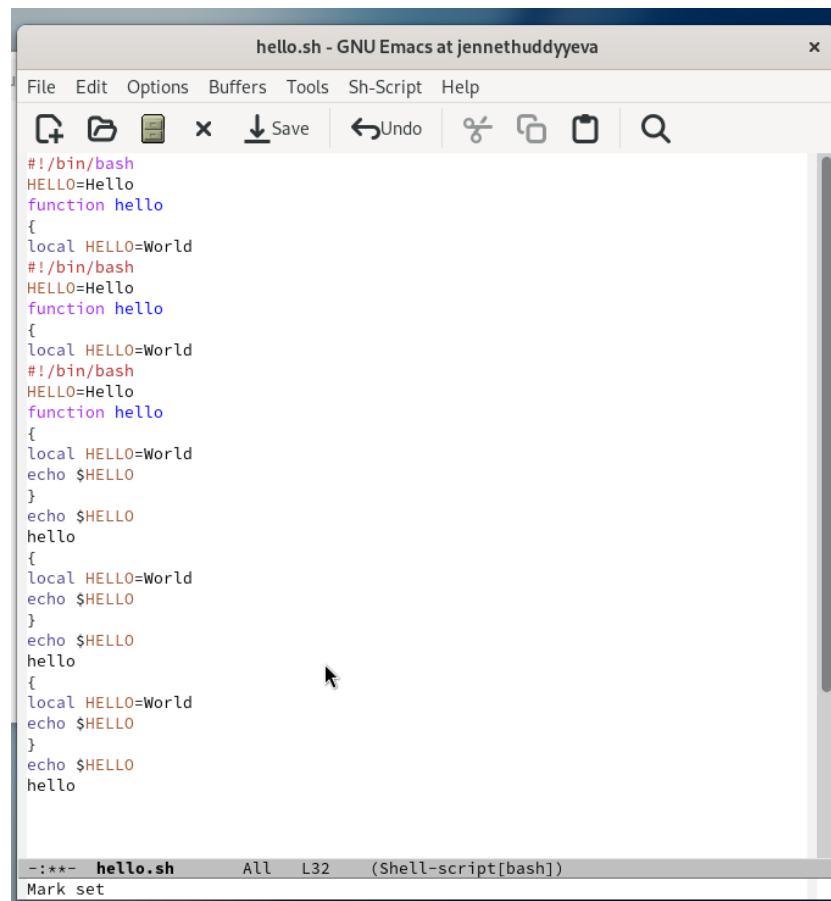 hello.sh - GNU Emacs at jennethuddyyeva
File Edit Options Buffers Tools Sh-Script Help
Save Undo
#!/bin/bash
HELLO=Hello
function hello
{
local HELLO=World
#!/bin/bash
HELLO=Hello
function hello
{
local HELLO=World
#!/bin/bash
HELLO=Hello
function hello
{
local HELLO=World
echo $HELLO
}
echo $HELLO
hello
{
local HELLO=World
echo $HELLO
}
echo $HELLO
hello
{
local HELLO=World
echo $HELLO
}
echo $HELLO
hello
-:**- hello.sh All L32 (Shell-script[bash])
Mark set